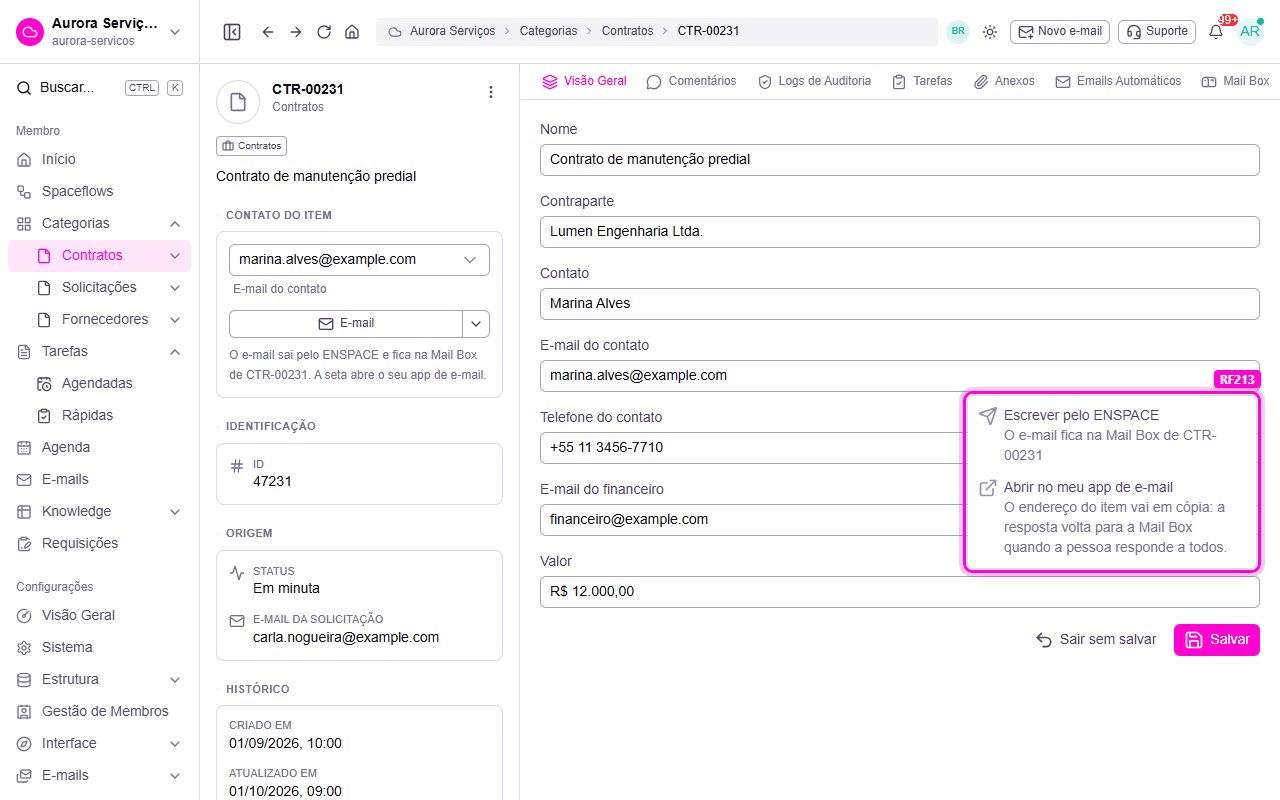 Aurora Serviç...
aurora-servicos
Aurora Serviços
Categorias
Contratos
CTR-00231
BR
Novo e-mail
Suporte
99+
AR
Buscar...
CTRL
K
Membro
Início
Spaceflows
Categorias
Contratos
Solicitações
Fornecedores
Tarefas
Agendadas
Rápidas
Agenda
E-mails
Knowledge
Requisições
Configurações
Visão Geral
Sistema
Estrutura
Gestão de Membros
Interface
E-mails
CTR-00231
Contratos
Contratos
Contrato de manutenção predial
CONTATO DO ITEM
marina.alves@example.com
E-mail do contato
E-mail
O e-mail sai pelo ENSPACE e fica na Mail Box
de CTR-00231. A seta abre o seu app de e-mail.
IDENTIFICAÇÃO
ID
47231
ORIGEM
STATUS
Em minuta
E-MAIL DA SOLICITAÇÃO
carla.nogueira@example.com
HISTÓRICO
CRIADO EM
01/09/2026, 10:00
ATUALIZADO EM
01/10/2026, 09:00
Visão Geral
Comentários
Logs de Auditoria
Tarefas
Anexos
Emails Automáticos
Mail Box
Nome
Contrato de manutenção predial
Contraparte
Lumen Engenharia Ltda.
Contato
Marina Alves
E-mail do contato
marina.alves@example.com
RF213
Telefone do contato
+55 11 3456-7710
E-mail do financeiro
financeiro@example.com
Valor
R$ 12.000,00
Escrever pelo ENSPACE
O e-mail fica na Mail Box de CTR-
00231
Abrir no meu app de e-mail
O endereço do item vai em cópia: a
resposta volta para a Mail Box
quando a pessoa responde a todos.
Sair sem salvar
Salvar